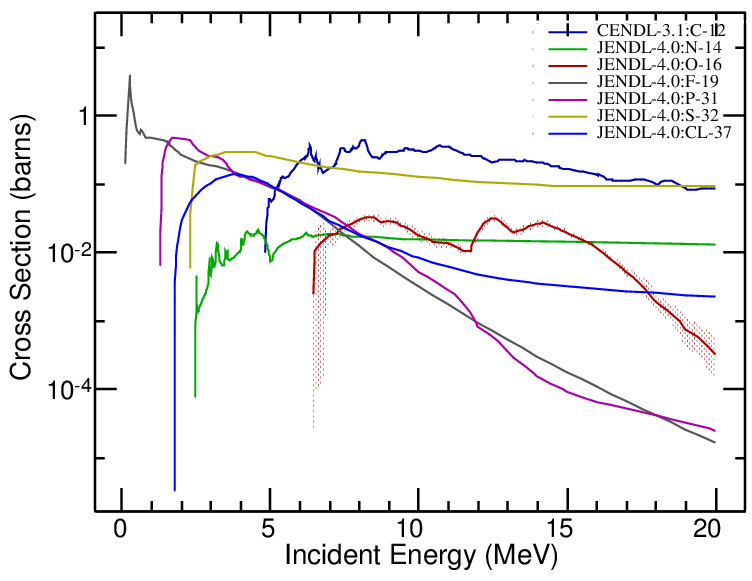 CENDL-3.1:C-12
JENDL-4.0:N-14
JENDL-4.0:O-16
JENDL-4.0:F-19
JENDL-4.0:P-31
JENDL-4.0:S-32
JENDL-4.0:CL-37
Cross Section (barns)
1
10-2
10-4
0 5 10 15 20
Incident Energy (MeV)